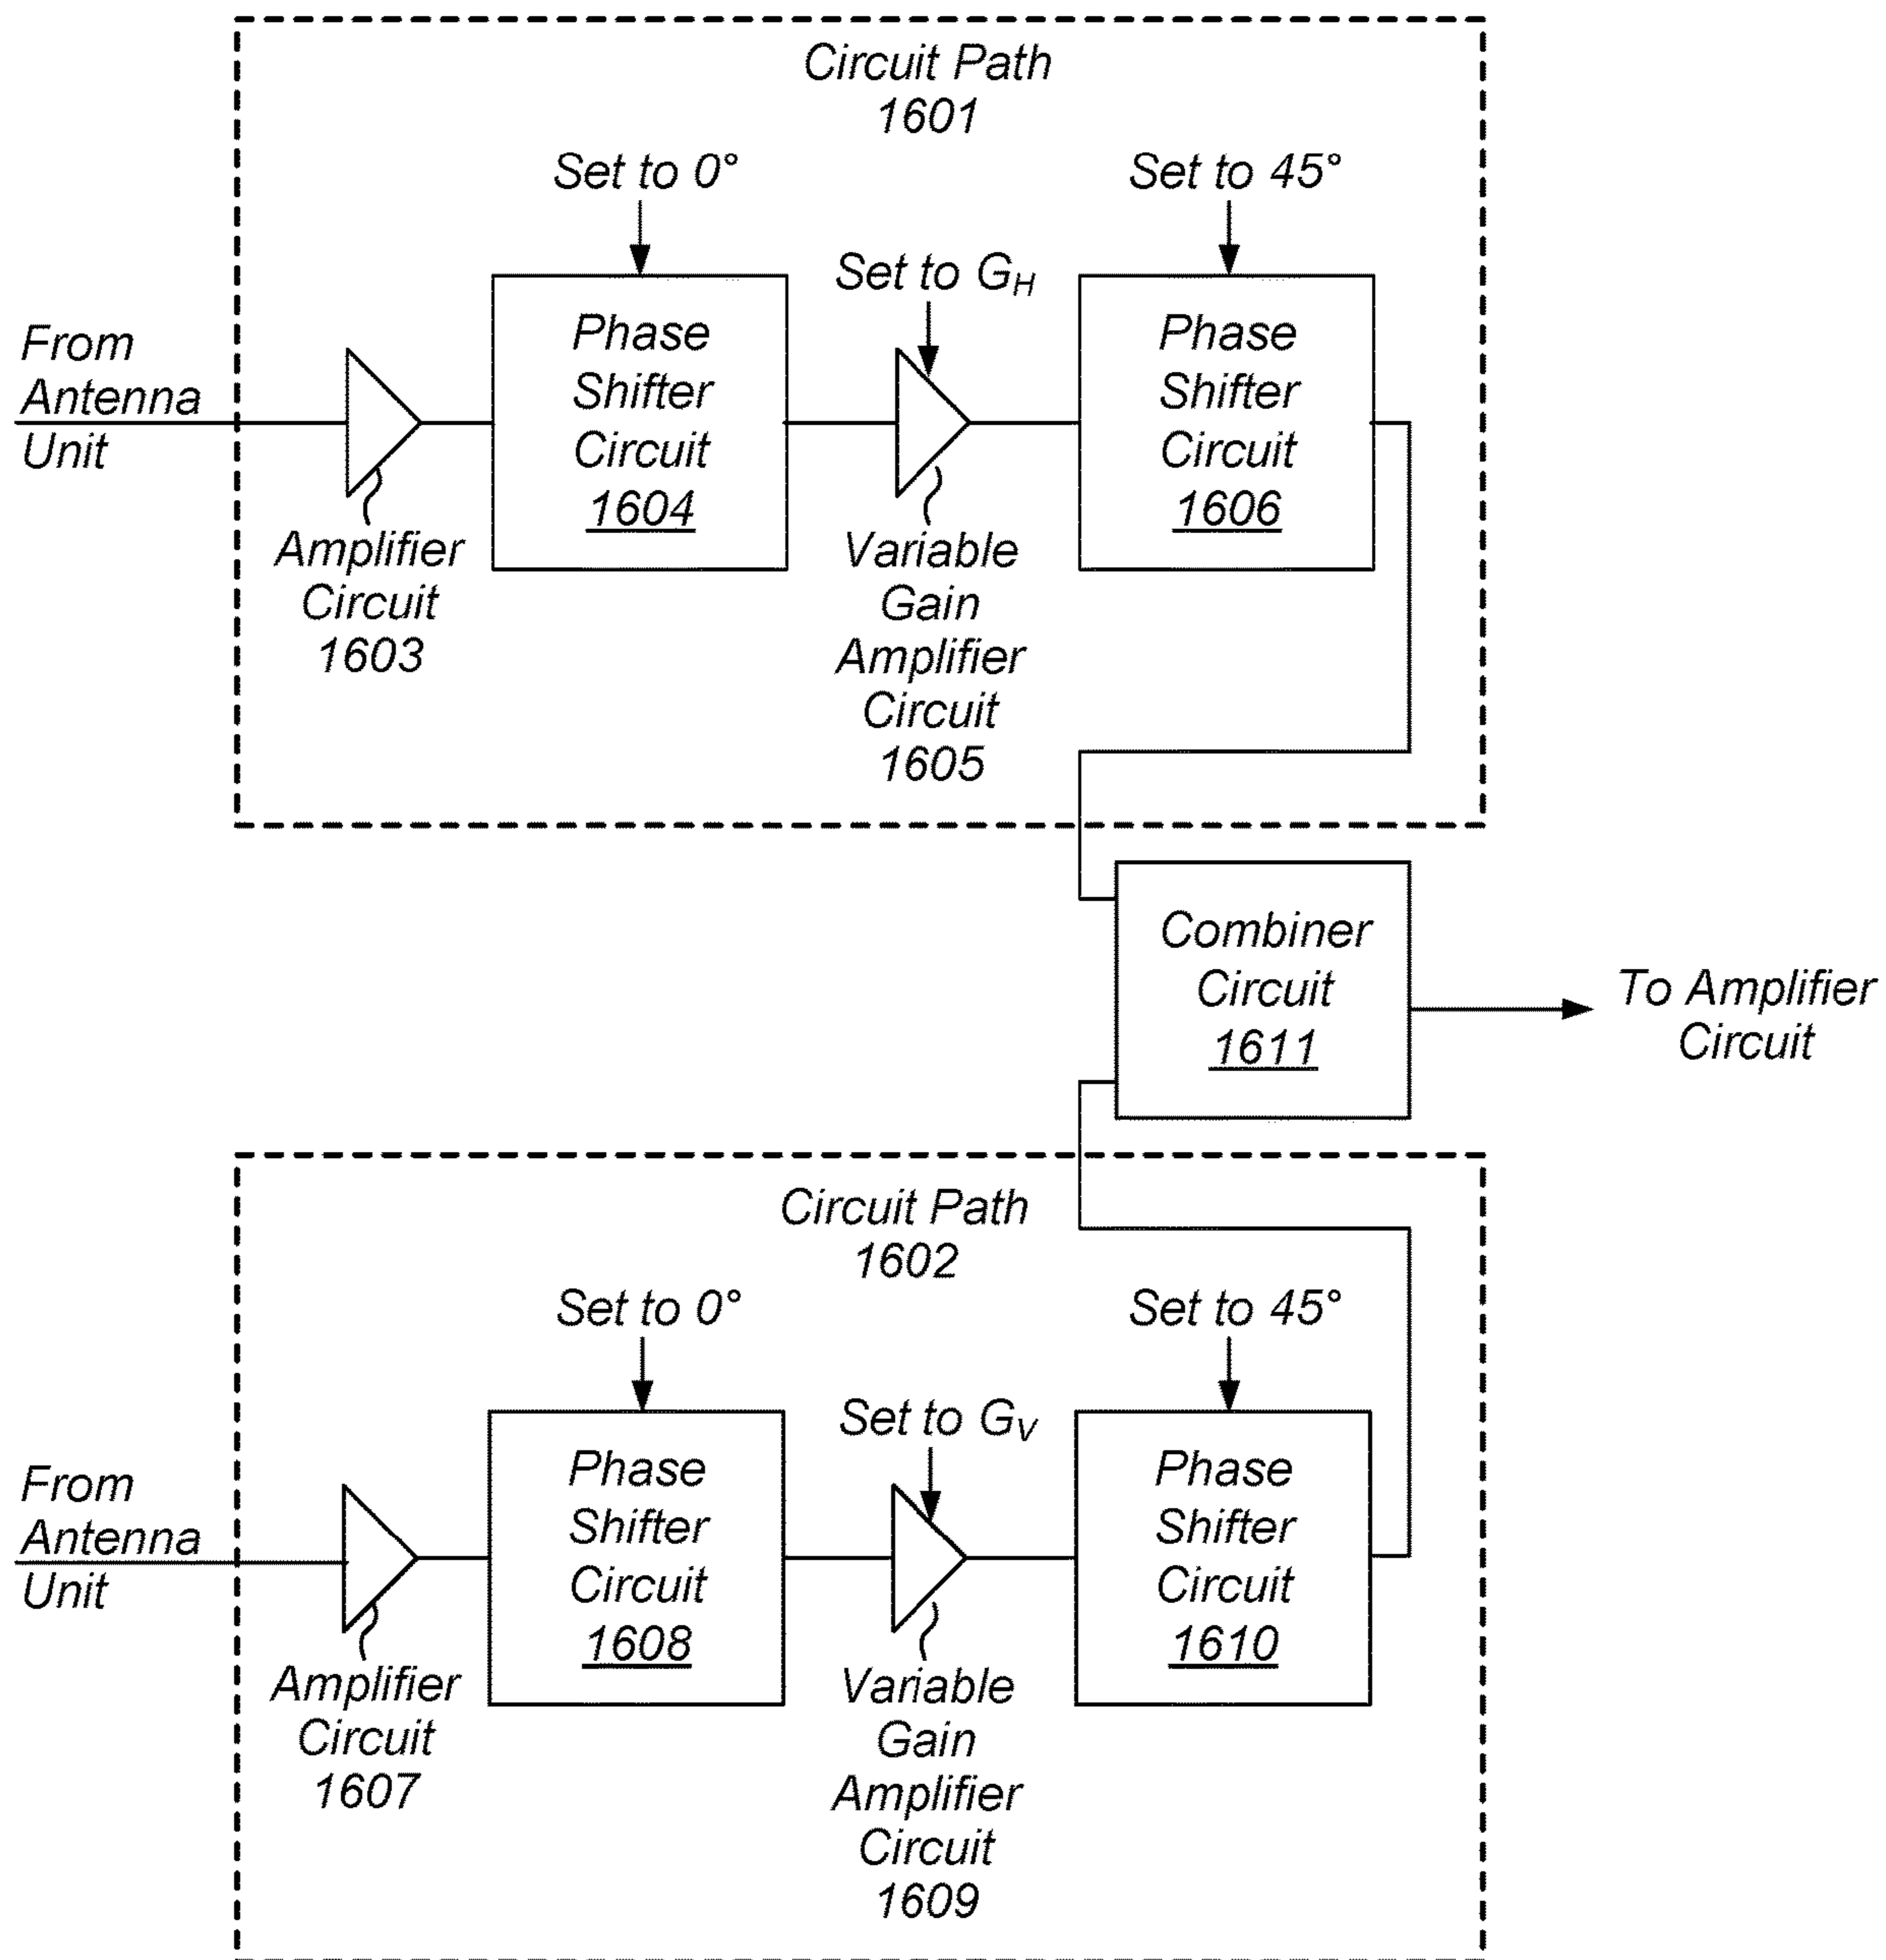 Circuit Path
1601
Set to 0°
Set to 45°
Set to G_H
From
Antenna
Unit
Phase
Shifter
Circuit
1604
Phase
Shifter
Circuit
1606
Amplifier
Circuit
1603
Variable
Gain
Amplifier
Circuit
1605
Combiner
Circuit
1611
To Amplifier
Circuit
Circuit Path
1602
Set to 0°
Set to 45°
Set to G_V
From
Antenna
Unit
Phase
Shifter
Circuit
1608
Phase
Shifter
Circuit
1610
Amplifier
Circuit
1607
Variable
Gain
Amplifier
Circuit
1609